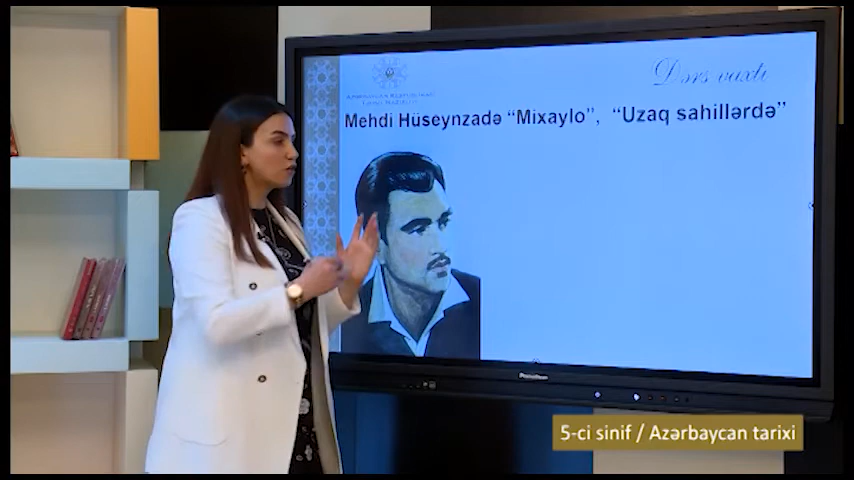 Dərs vaxtı
Mehdi Hüseynzadə “Mixaylo”, “Uzaq sahillərdə”
5-ci sinif / Azərbaycan tarixi